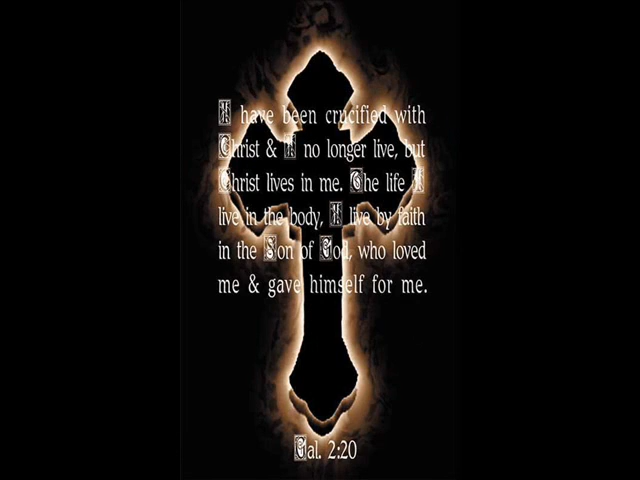 I have been crucified with
Christ & I no longer live, but
Christ lives in me. The life I
live in the body, I live by faith
in the Son of God, who loved
me & gave himself for me.
Gal. 2:20